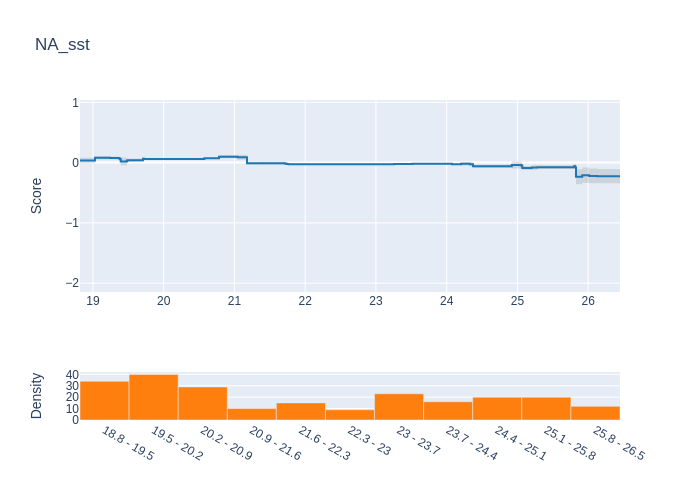 NA_sst
1
0
−1
−2
Score
19 20 21 22 23 24 25 26
40
30
20
10
0
Density
18.8 - 19.5
19.5 - 20.2
20.2 - 20.9
20.9 - 21.6
21.6 - 22.3
22.3 - 23
23 - 23.7
23.7 - 24.4
24.4 - 25.1
25.1 - 25.8
25.8 - 26.5